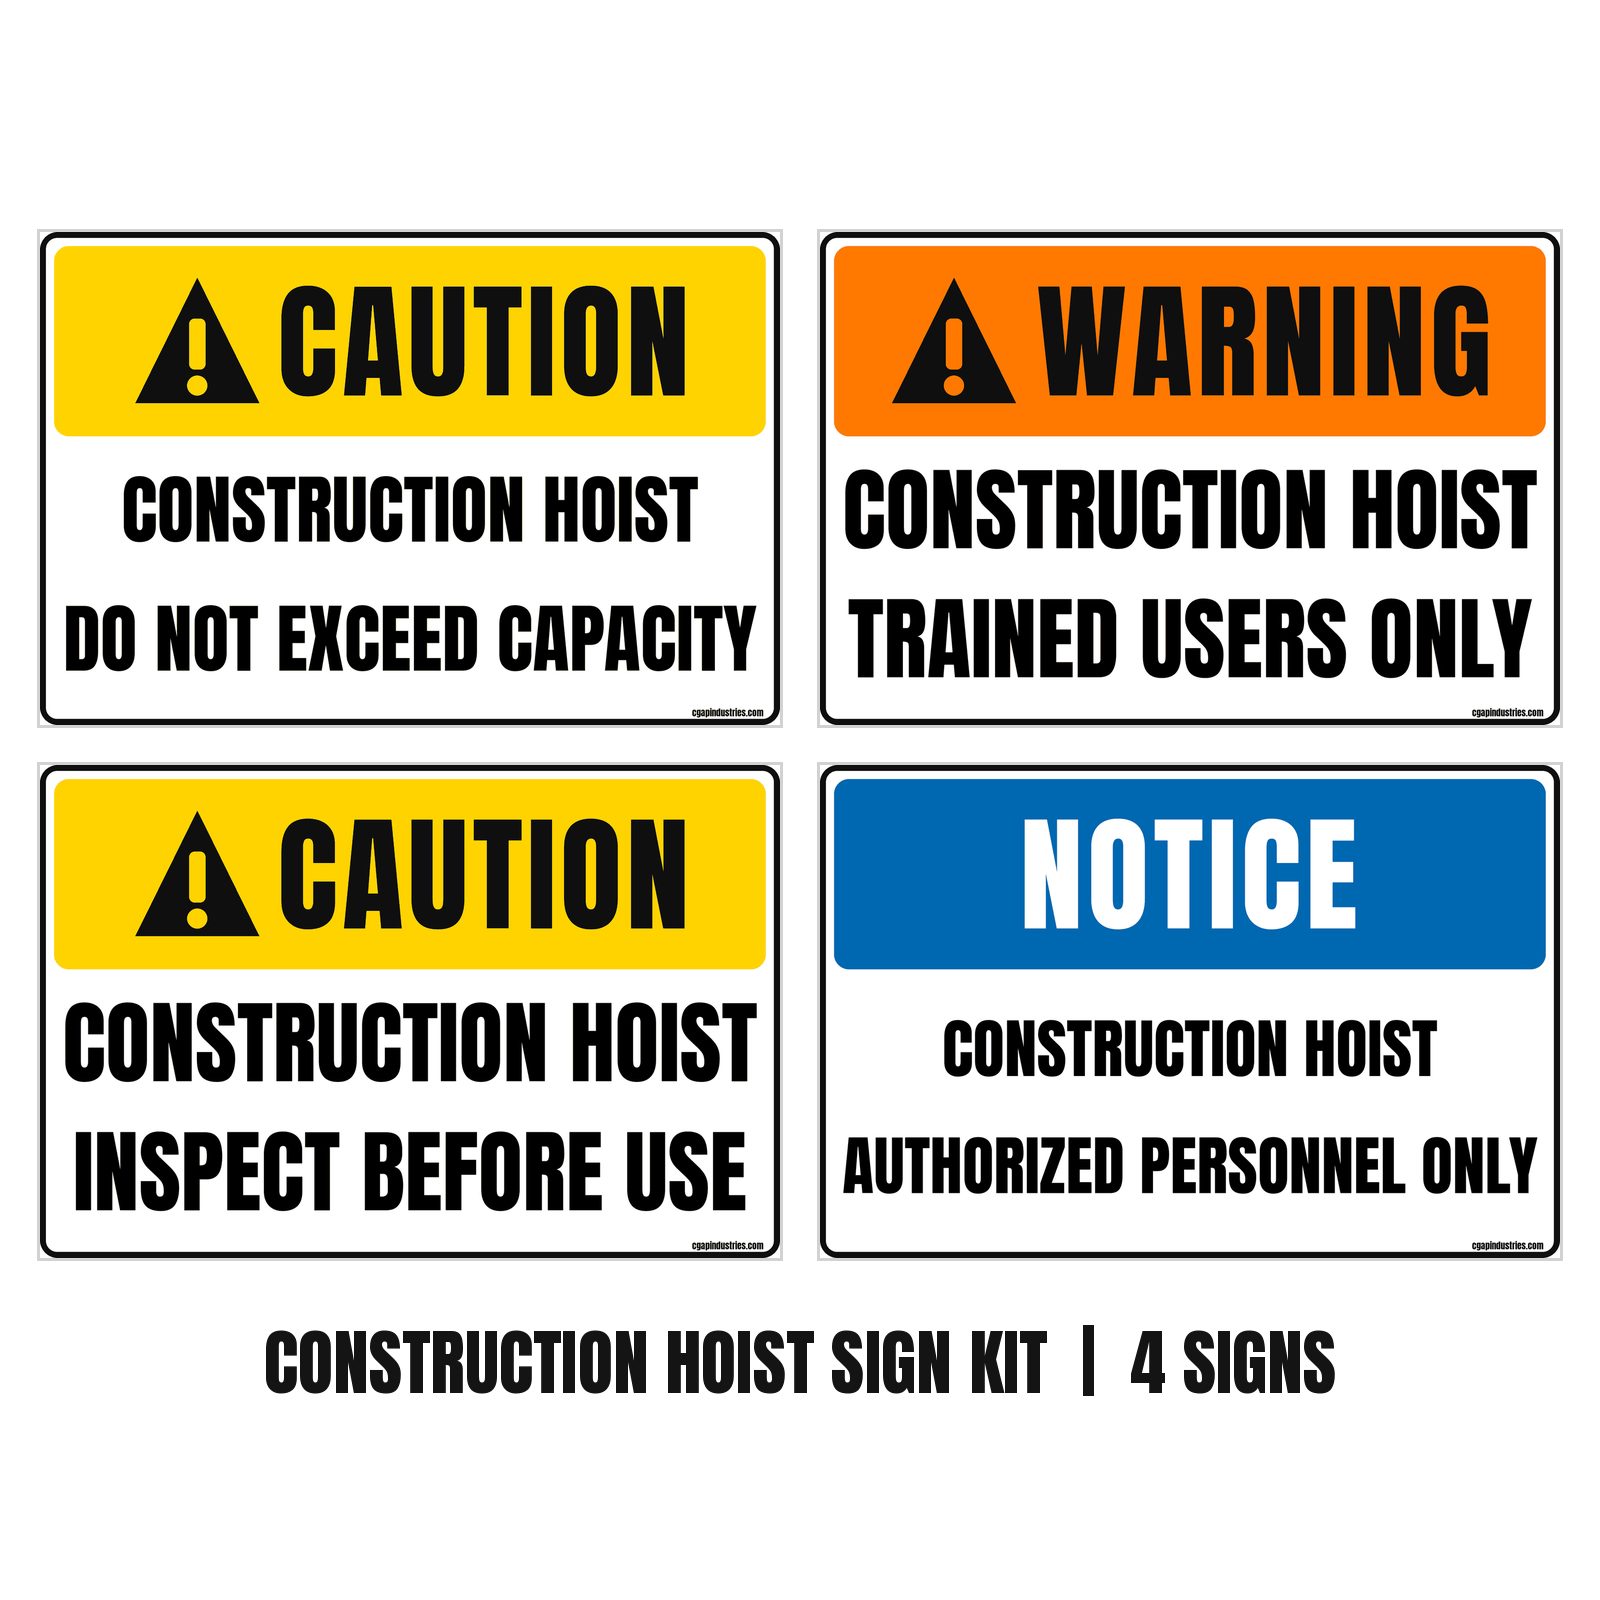 CAUTION
CONSTRUCTION HOIST
DO NOT EXCEED CAPACITY
cgapindustries.com
WARNING
CONSTRUCTION HOIST
TRAINED USERS ONLY
cgapindustries.com
CAUTION
CONSTRUCTION HOIST
INSPECT BEFORE USE
cgapindustries.com
NOTICE
CONSTRUCTION HOIST
AUTHORIZED PERSONNEL ONLY
cgapindustries.com
CONSTRUCTION HOIST SIGN KIT | 4 SIGNS